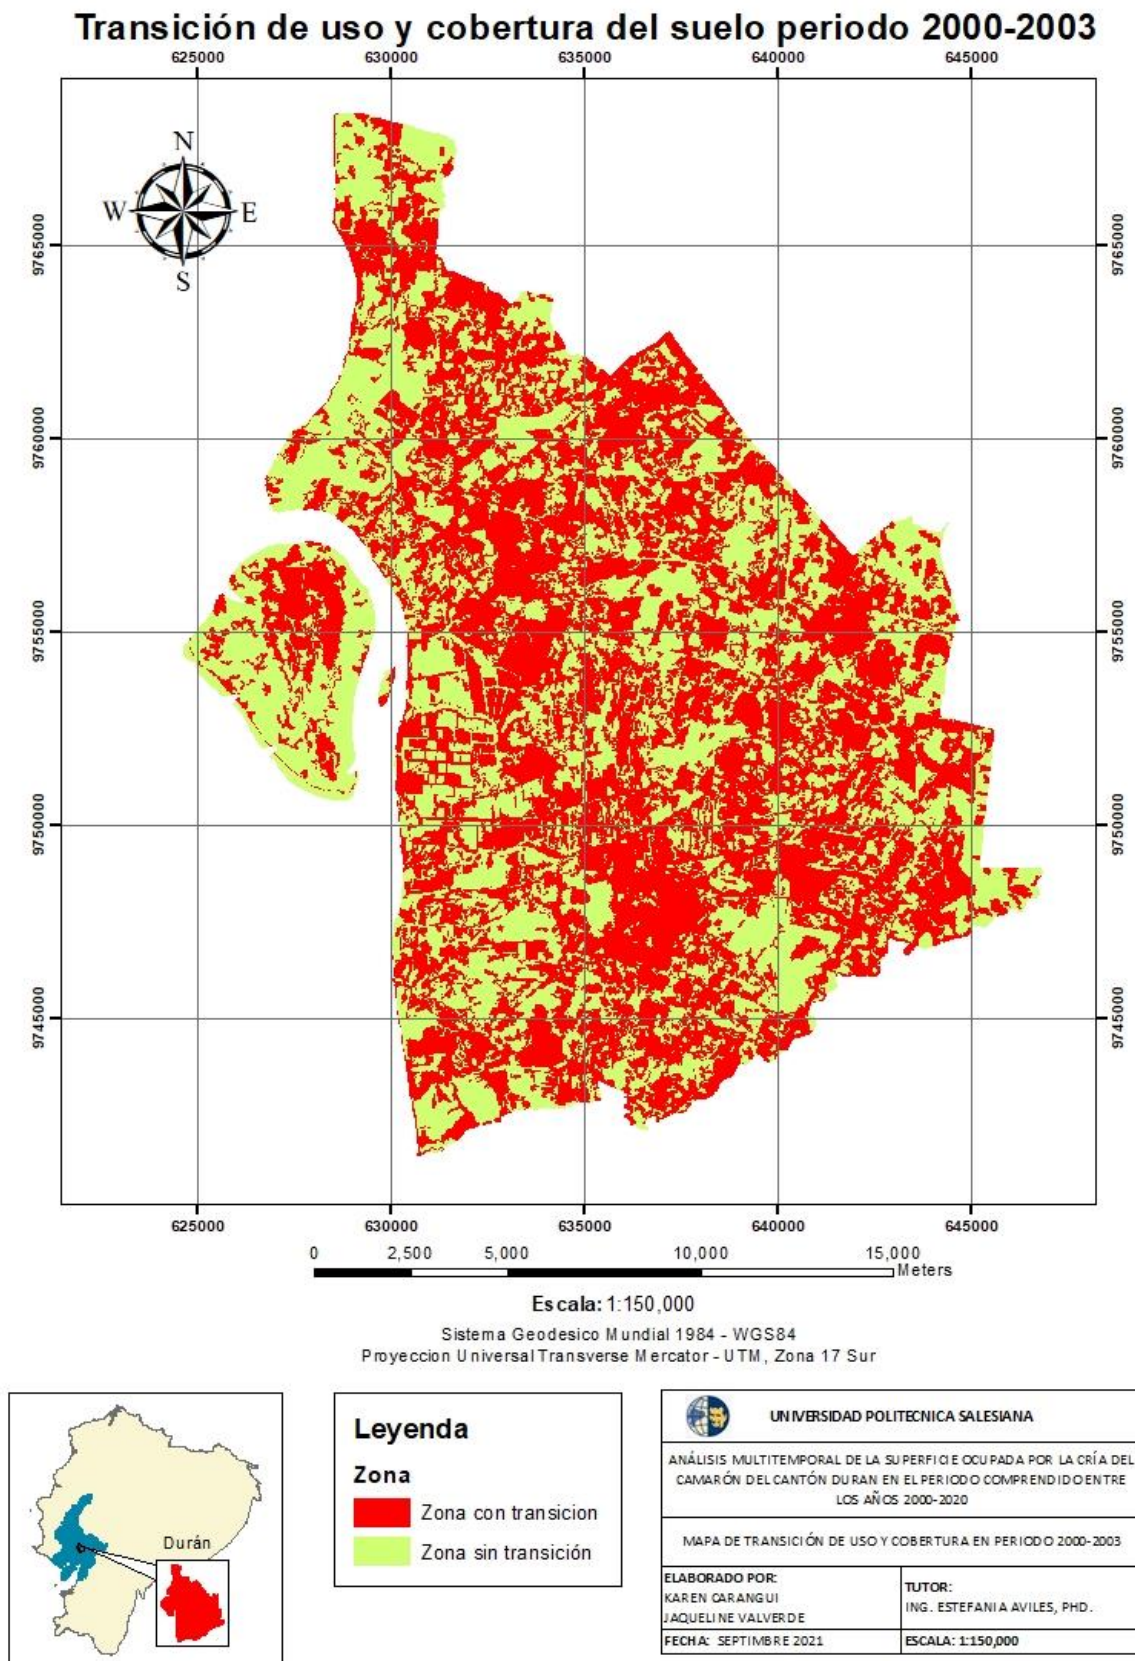 Transición de uso y cobertura del suelo periodo 2000-2003
625000 630000 635000 640000 645000
N
W E
S
9765000 9765000
9760000 9760000
9755000 9755000
9750000 9750000
9745000 9745000
625000 630000 635000 640000 645000
0 2,500 5,000 10,000 15,000
Meters
Escala: 1:150,000
Sistema Geodesico Mundial 1984 - WGS84
Proyeccion Universal Transverse Mercator - UTM, Zona 17 Sur
Durán
Leyenda
Zona
Zona con transicion
Zona sin transición
UNIVERSIDAD POLITECNICA SALESIANA
ANÁLISIS MULTITEMPORAL DE LA SUPERFICIE OCUPADA POR LA CRÍA DEL
CAMARÓN DEL CANTÓN DURAN EN EL PERIODO COMPRENDIDO ENTRE
LOS AÑOS 2000-2020
MAPA DE TRANSICIÓN DE USO Y COBERTURA EN PERIODO 2000-2003
ELABORADO POR:
KAREN CARANGUI
JAQUELINE VALVERDE
TUTOR:
ING. ESTEFANIA AVILES, PHD.
FECHA: SEPTIMBRE 2021
ESCALA: 1:150,000